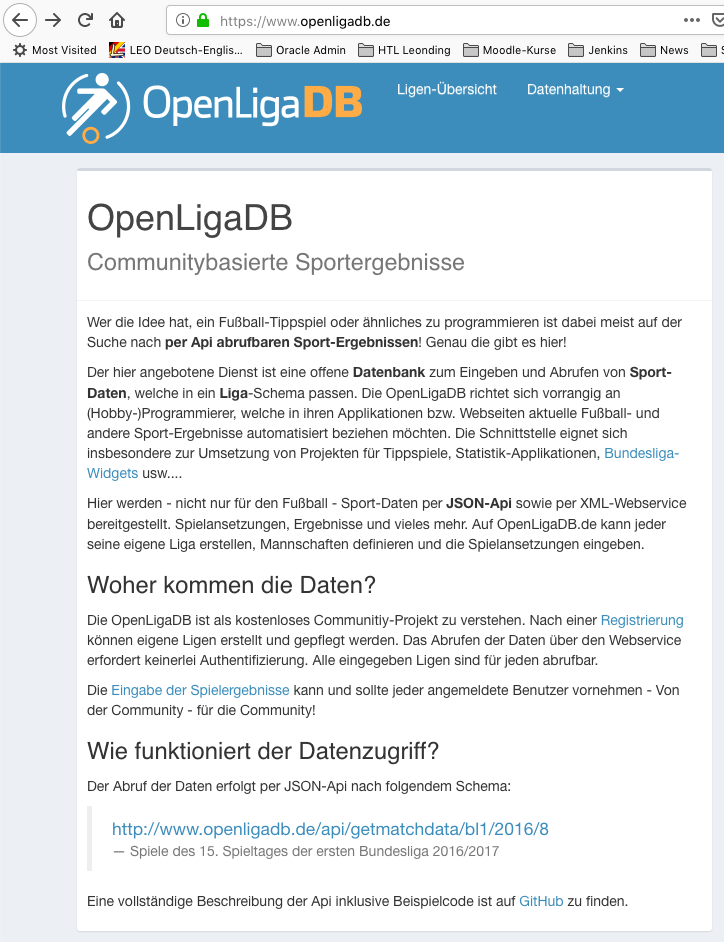 https://www.openligadb.de
Most Visited LEO Deutsch-Englis... Oracle Admin HTL Leonding Moodle-Kurse Jenkins News
OpenLigaDB Ligen-Übersicht Datenhaltung
OpenLigaDB
Communitybasierte Sportergebnisse
Wer die Idee hat, ein Fußball-Tippspiel oder ähnliches zu programmieren ist dabei meist auf der
Suche nach per Api abrufbaren Sport-Ergebnissen! Genau die gibt es hier!
Der hier angebotene Dienst ist eine offene Datenbank zum Eingeben und Abrufen von Sport-
Daten, welche in ein Liga-Schema passen. Die OpenLigaDB richtet sich vorrangig an
(Hobby-)Programmierer, welche in ihren Applikationen bzw. Webseiten aktuelle Fußball- und
andere Sport-Ergebnisse automatisiert beziehen möchten. Die Schnittstelle eignet sich
insbesondere zur Umsetzung von Projekten für Tippspiele, Statistik-Applikationen, Bundesliga-
Widgets usw....
Hier werden - nicht nur für den Fußball - Sport-Daten per JSON-Api sowie per XML-Webservice
bereitgestellt. Spielansetzungen, Ergebnisse und vieles mehr. Auf OpenLigaDB.de kann jeder
seine eigene Liga erstellen, Mannschaften definieren und die Spielansetzungen eingeben.
Woher kommen die Daten?
Die OpenLigaDB ist als kostenloses Communitiy-Projekt zu verstehen. Nach einer Registrierung
können eigene Ligen erstellt und gepflegt werden. Das Abrufen der Daten über den Webservice
erfordert keinerlei Authentifizierung. Alle eingegeben Ligen sind für jeden abrufbar.
Die Eingabe der Spielergebnisse kann und sollte jeder angemeldete Benutzer vornehmen - Von
der Community - für die Community!
Wie funktioniert der Datenzugriff?
Der Abruf der Daten erfolgt per JSON-Api nach folgendem Schema:
http://www.openligadb.de/api/getmatchdata/bl1/2016/8
— Spiele des 15. Spieltages der ersten Bundesliga 2016/2017
Eine vollständige Beschreibung der Api inklusive Beispielcode ist auf GitHub zu finden.